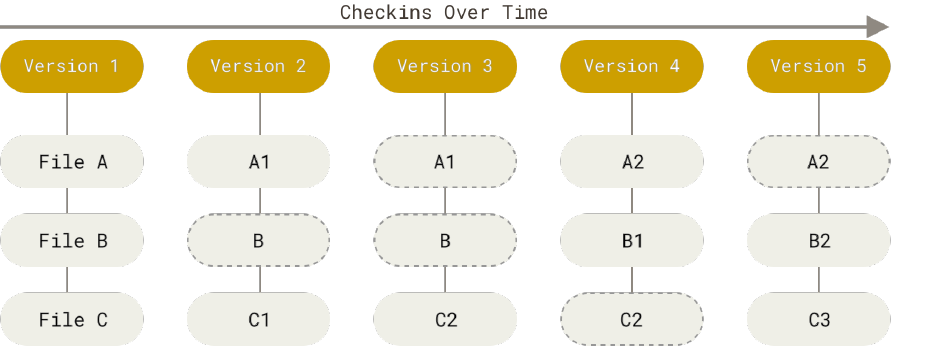 Checkins Over Time
Version 1 Version 2 Version 3 Version 4 Version 5
File A A1 A1 A2 A2
File B B B B1 B2
File C C1 C2 C2 C3